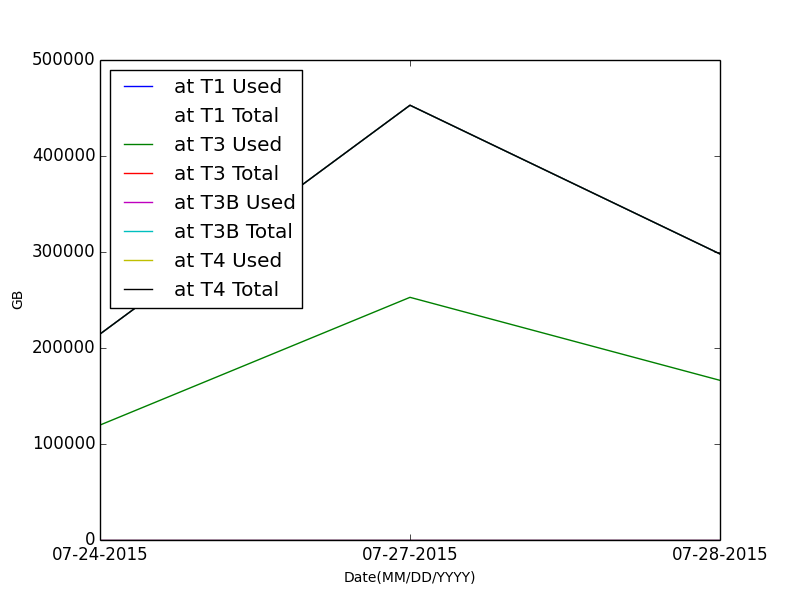 500000
400000
300000
200000
100000
0
GB
at T1 Used
at T1 Total
at T3 Used
at T3 Total
at T3B Used
at T3B Total
at T4 Used
at T4 Total
07-24-2015
07-27-2015
07-28-2015
Date(MM/DD/YYYY)